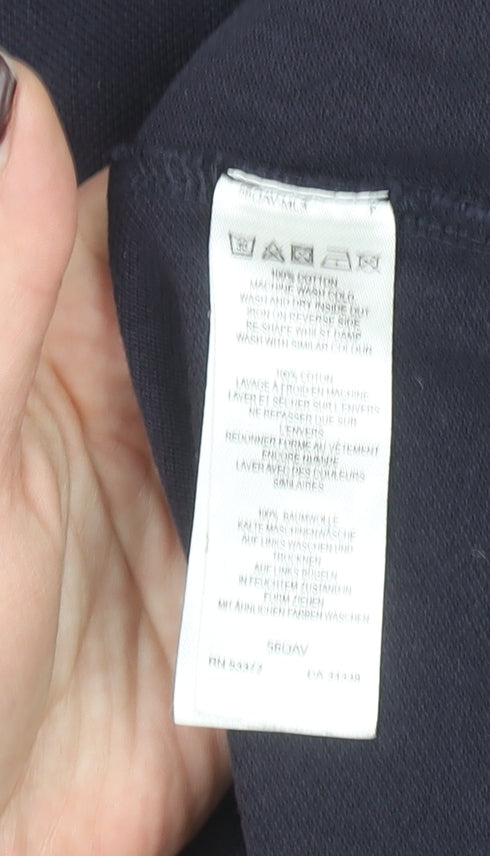 100% COTTON
MACHINE WASH COLD
WASH AND DRY INSIDE OUT
IRON ON REVERSE SIDE
RE-SHAPE WHILST DAMP
WASH WITH SIMILAR COLOUR
100% COTON
LAVAGE À FROID EN MACHINE
LAVER ET SÉCHER SUR L'ENVERS
NE REPASSER QUE SUR
L'ENVERS
REDONNER FORME AU VÊTEMENT
ENCORE HUMIDE
LAVER AVEC DES COULEURS
SIMILAIRES
100% BAUMWOLLE
KALTE MASCHINENWÄSCHE
AUF LINKS WASCHEN UND
TROCKNEN
AUF LINKS BÜGELN
IN FEUCHTEM ZUSTAND IN
FORM ZIEHEN
MIT ÄHNLICHEN FARBEN WASCHEN
RN
CA